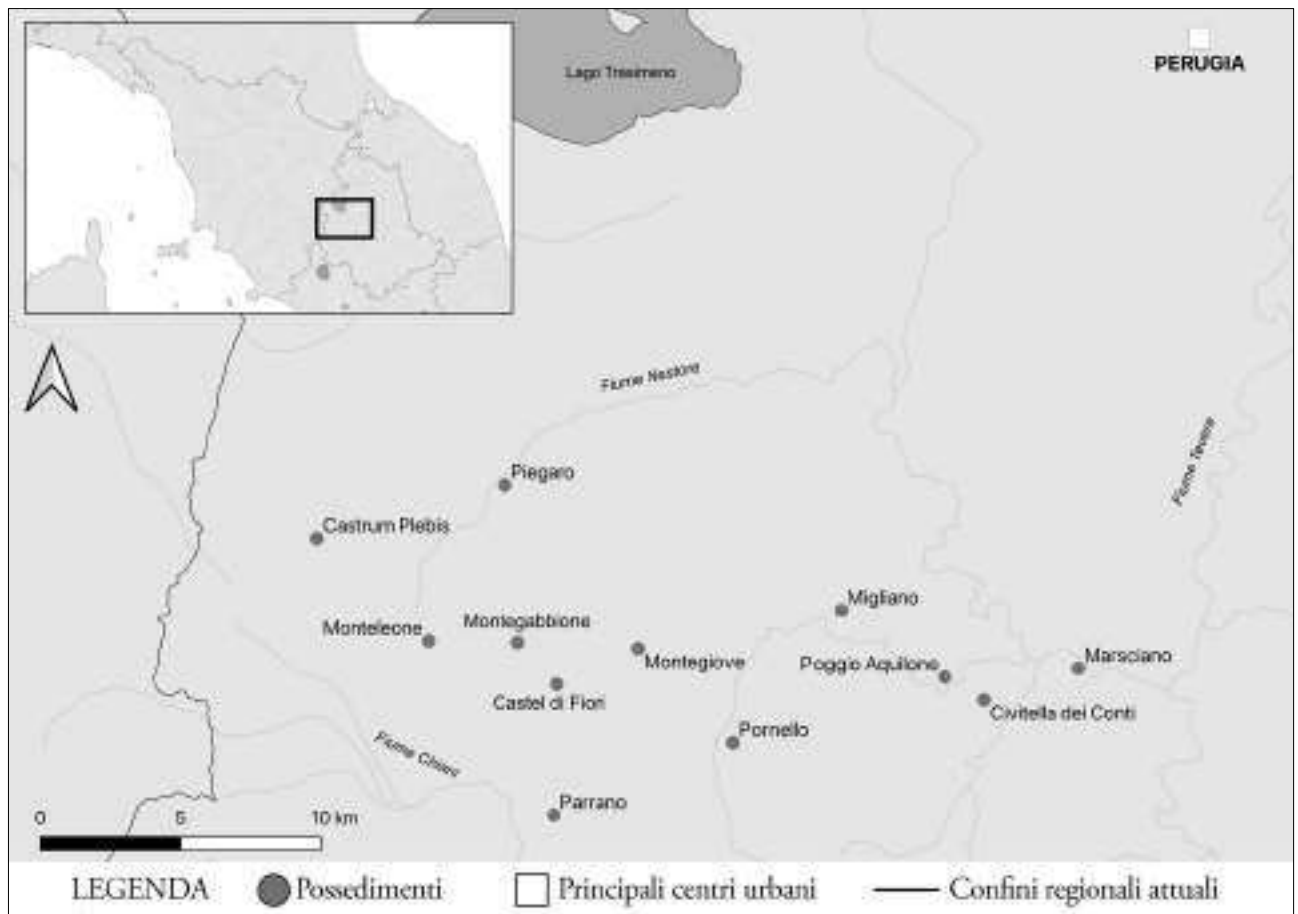 Lago Trasimeno
PERUGIA
Fiume Nestore
Fiume Tevere
Piegaro
Castrum Plebis
Migliano
Montegabbione
Monteleone
Montegiove
Marsciano
Poggio Aquilone
Castel di Fiori
Civitella dei Conti
Pornello
Fiume Chiani
Parrano
0 5 10 km
LEGENDA Possedimenti Principali centri urbani Confini regionali attuali